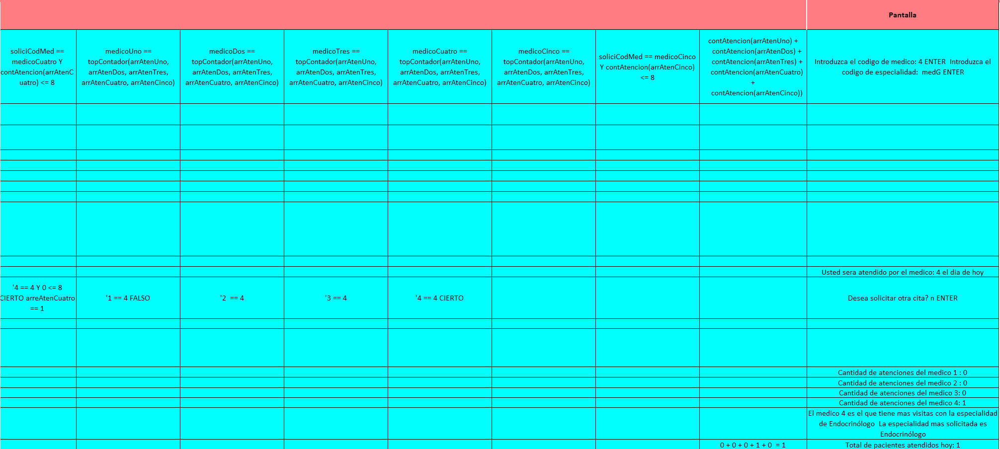 Pantalla
soliciCodMed ==
medicoCuatro Y
contAtencion(arrAtenC
uatro) <= 8
medicoUno ==
topContador(arrAtenUno,
arrAtenDos, arrAtenTres,
arrAtenCuatro, arrAtenCinco)
medicoDos ==
topContador(arrAtenUno,
arrAtenDos, arrAtenTres,
arrAtenCuatro, arrAtenCinco)
medicoTres ==
topContador(arrAtenUno,
arrAtenDos, arrAtenTres,
arrAtenCuatro, arrAtenCinco)
medicoCuatro ==
topContador(arrAtenUno,
arrAtenDos, arrAtenTres,
arrAtenCuatro, arrAtenCinco)
medicoCinco ==
topContador(arrAtenUno,
arrAtenDos, arrAtenTres,
arrAtenCuatro, arrAtenCinco)
soliciCodMed == medicoCinco
Y contAtencion(arrAtenCinco)
<= 8
contAtencion(arrAtenUno) +
contAtencion(arrAtenDos) +
contAtencion(arrAtenTres) +
contAtencion(arrAtenCuatro)
+
contAtencion(arrAtenCinco))
Introduzca el codigo de medico: 4 ENTER Introduzca el
codigo de especialidad: medG ENTER
Usted sera atendido por el medico: 4 el dia de hoy
'4 == 4 Y 0 <= 8
CIERTO arreAtenCuatro
== 1
'1 == 4 FALSO
'2 == 4
'3 == 4
'4 == 4 CIERTO
Desea solicitar otra cita? n ENTER
Cantidad de atenciones del medico 1 : 0
Cantidad de atenciones del medico 2 : 0
Cantidad de atenciones del medico 3: 0
Cantidad de atenciones del medico 4: 1
El medico 4 es el que tiene mas visitas con la especialidad
de Endocrinólogo La especialidad mas solicitada es
Endocrinólogo
0 + 0 + 0 + 1 + 0 = 1
Total de pacientes atendidos hoy: 1